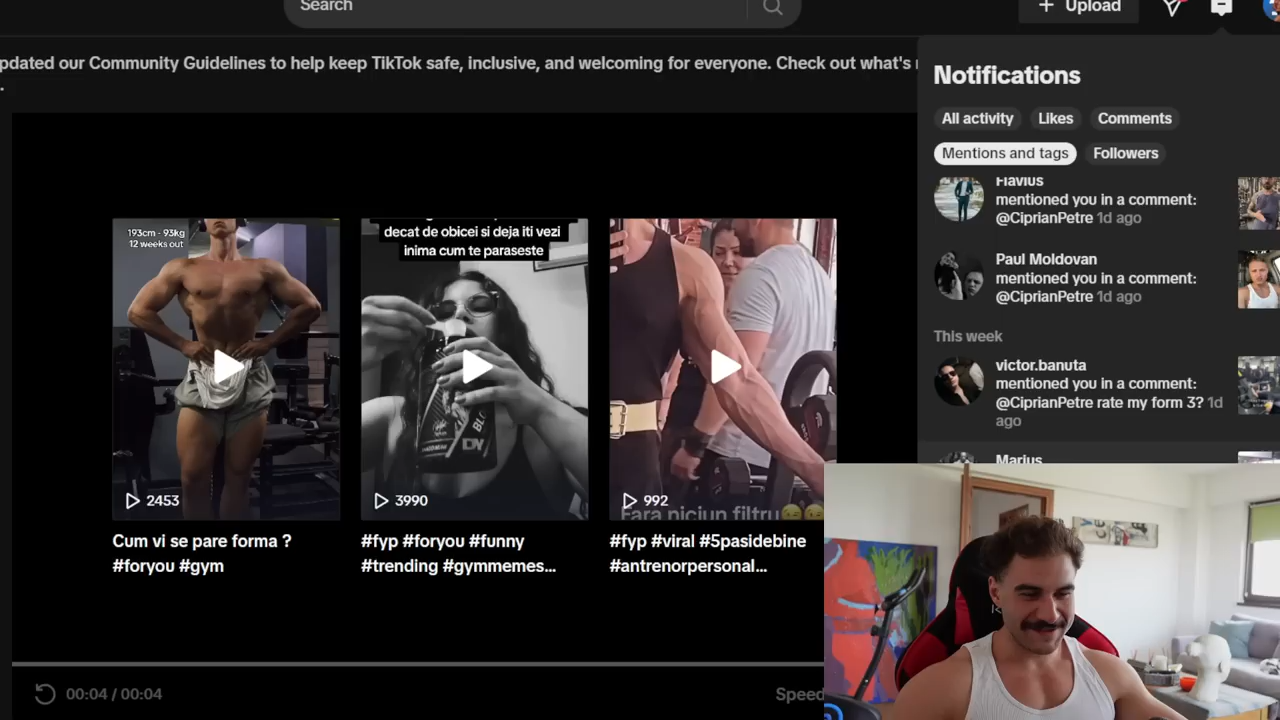 Search
Upload
pdated our Community Guidelines to help keep TikTok safe, inclusive, and welcoming for everyone. Check out what's
.
193cm - 93kg
12 weeks out
2453
Cum vi se pare forma ?
#foryou #gym
decat de obicei si deja iti vezi
inima cum te paraseste
3990
#fyp #foryou #funny
#trending #gymmemes...
Fara niciun filtru
992
#fyp #viral #5pasidebine
#antrenorpersonal...
00:04 / 00:04
Speed
Notifications
All activity
Likes
Comments
Mentions and tags
Followers
Flavius
mentioned you in a comment:
@CiprianPetre 1d ago
Paul Moldovan
mentioned you in a comment:
@CiprianPetre 1d ago
This week
victor.banuta
mentioned you in a comment:
@CiprianPetre rate my form 3? 1d
ago
Marius